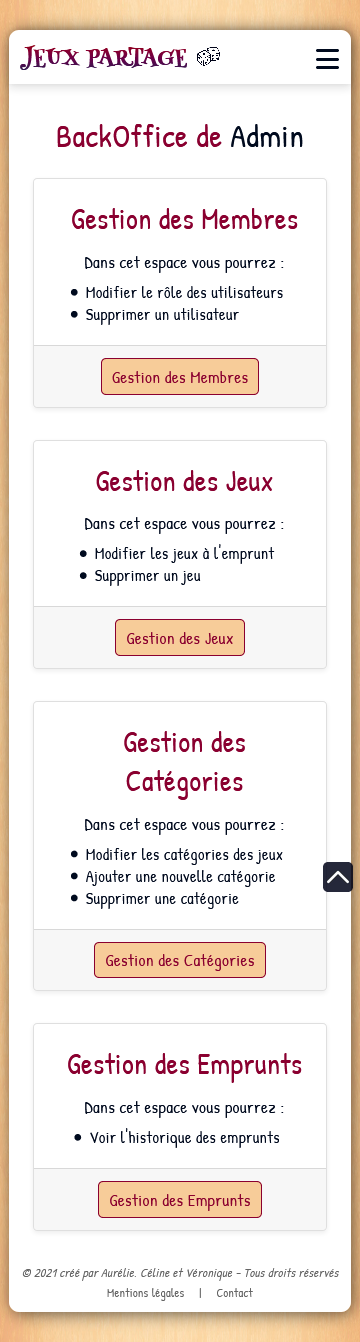 Jeux Partage
BackOffice de Admin
Gestion des Membres
Dans cet espace vous pourrez :
• Modifier le rôle des utilisateurs
• Supprimer un utilisateur
Gestion des Membres
Gestion des Jeux
Dans cet espace vous pourrez :
• Modifier les jeux à l'emprunt
• Supprimer un jeu
Gestion des Jeux
Gestion des
Catégories
Dans cet espace vous pourrez :
• Modifier les catégories des jeux
• Ajouter une nouvelle catégorie
• Supprimer une catégorie
Gestion des Catégories
Gestion des Emprunts
Dans cet espace vous pourrez :
• Voir l'historique des emprunts
Gestion des Emprunts
© 2021 créé par Aurélie. Céline et Véronique - Tous droits réservés
Mentions légales | Contact